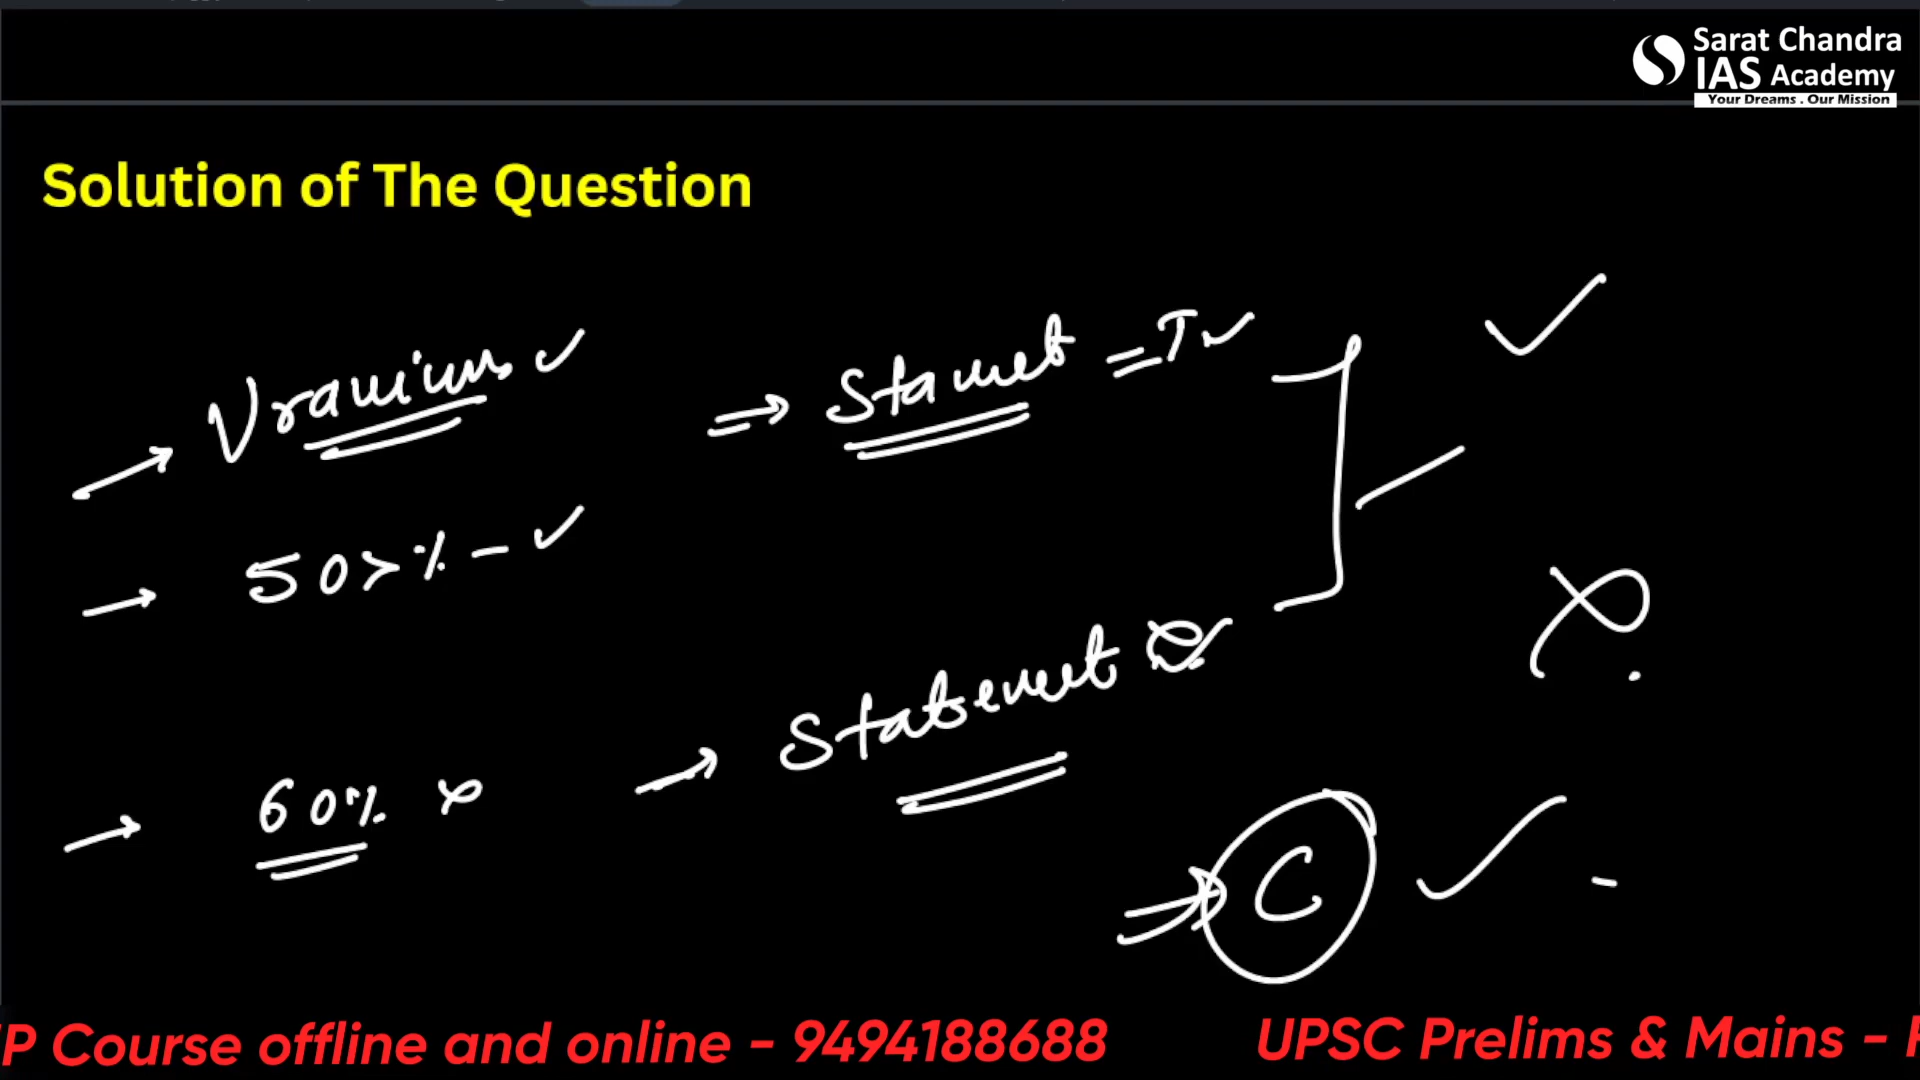 Sarat Chandra
IAS Academy
Your Dreams . Our Mission
Solution of The Question
→ Uranium ✓
⇒ Stamet = T ✓
→ 50 > % - ✓
→ 60% x
→ Statement
⇒ C ✓ -
P Course offline and online - 9494188688
UPSC Prelims & Mains -